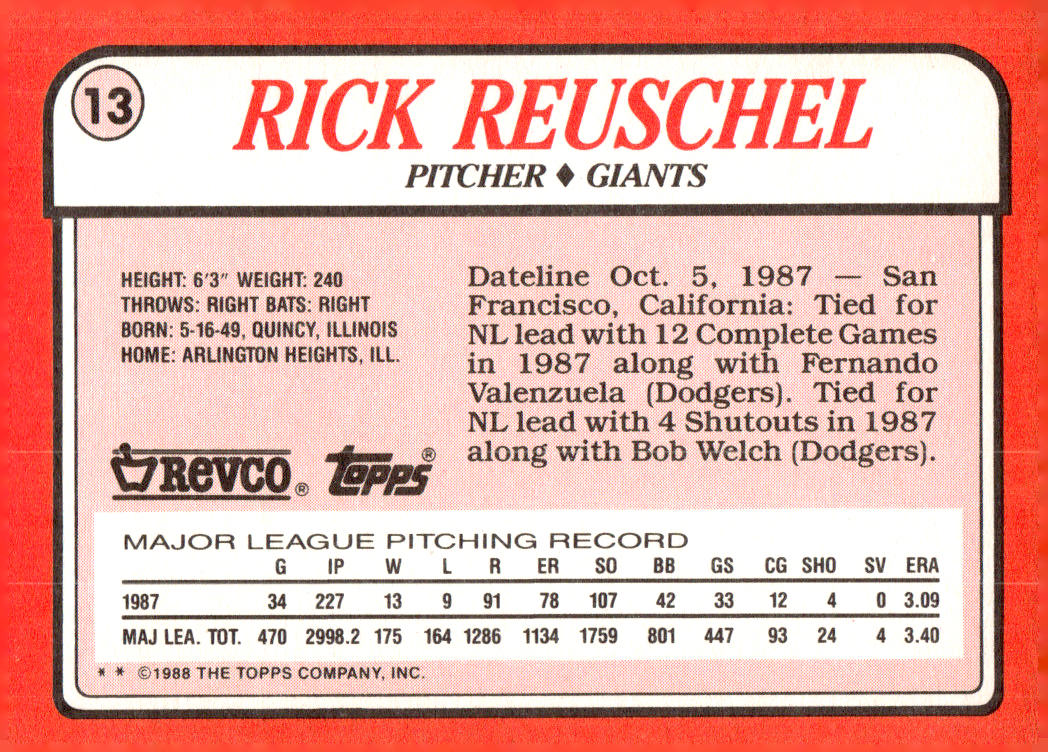 13
RICK REUSCHEL
PITCHER ♦ GIANTS
HEIGHT: 6'3" WEIGHT: 240
THROWS: RIGHT BATS: RIGHT
BORN: 5-16-49, QUINCY, ILLINOIS
HOME: ARLINGTON HEIGHTS, ILL.
Dateline Oct. 5, 1987 — San
Francisco, California: Tied for
NL lead with 12 Complete Games
in 1987 along with Fernando
Valenzuela (Dodgers). Tied for
NL lead with 4 Shutouts in 1987
along with Bob Welch (Dodgers).
REVCO® Topps®
MAJOR LEAGUE PITCHING RECORD
G IP W L R ER SO BB GS CG SHO SV ERA
1987 34 227 13 9 91 78 107 42 33 12 4 0 3.09
MAJ LEA. TOT. 470 2998.2 175 164 1286 1134 1759 801 447 93 24 4 3.40
* * ©1988 THE TOPPS COMPANY, INC.